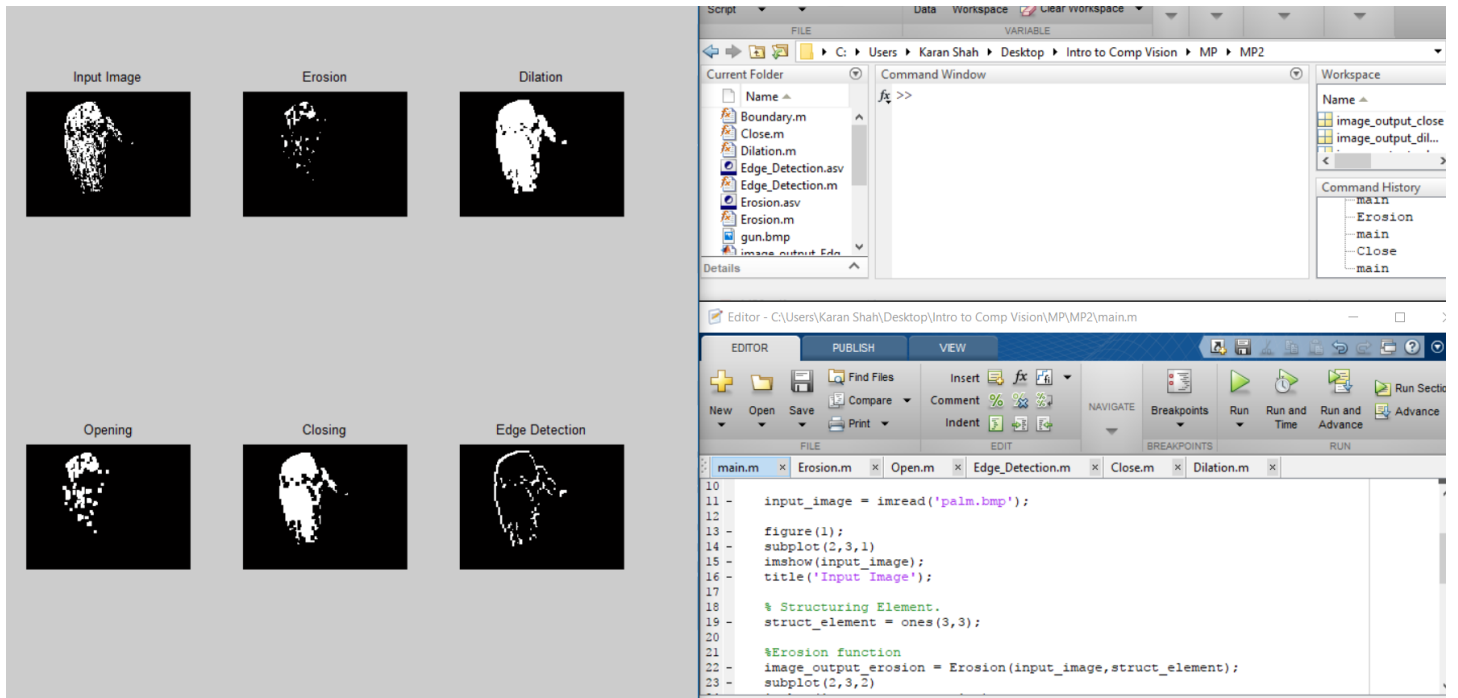 Input Image
Erosion
Dilation
Opening
Closing
Edge Detection
Script
Data Workspace Clear Workspace
FILE
VARIABLE
C: Users Karan Shah Desktop Intro to Comp Vision MP MP2
Current Folder
Name
Boundary.m
Close.m
Dilation.m
Edge_Detection.asv
Edge_Detection.m
Erosion.asv
Erosion.m
gun.bmp
image_output_Edg
Details
Command Window
fx >>
Workspace
Name
image_output_close
image_output_dil...
Command History
main
Erosion
main
Close
main
Editor - C:\Users\Karan Shah\Desktop\Intro to Comp Vision\MP\MP2\main.m
EDITOR PUBLISH VIEW
New Open Save
Find Files
Compare
Print
Insert fx
Comment
Indent
NAVIGATE
Breakpoints
Run
Run and Time
Run and Advance
Run Sectio
Advance
FILE
EDIT
BREAKPOINTS
RUN
main.m × Erosion.m × Open.m × Edge_Detection.m × Close.m × Dilation.m ×
10
11 - input_image = imread('palm.bmp');
12
13 - figure(1);
14 - subplot(2,3,1)
15 - imshow(input_image);
16 - title('Input Image');
17
18 % Structuring Element.
19 - struct_element = ones(3,3);
20
21 %Erosion function
22 - image_output_erosion = Erosion(input_image,struct_element);
23 - subplot(2,3,2)